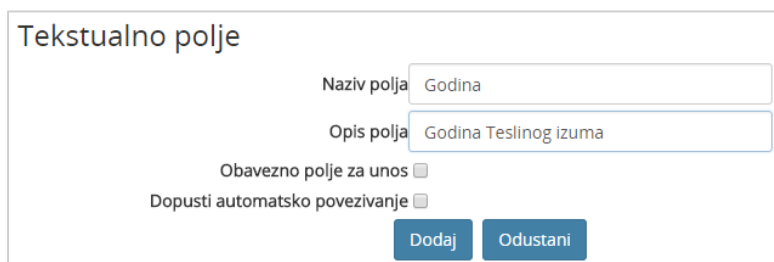 Tekstualno polje
Naziv polja Godina
Opis polja Godina Teslinog izuma
Obavezno polje za unos
Dopusti automatsko povezivanje
Dodaj Odustani